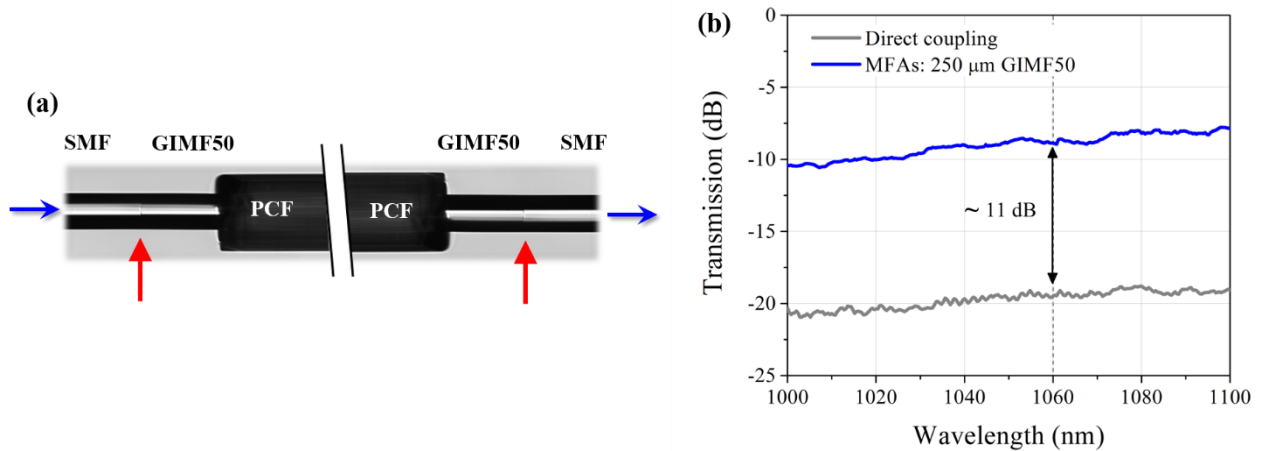 (a)
SMF GIMF50 GIMF50 SMF
PCF PCF
(b)
Direct coupling
MFAs: 250 μm GIMF50
~ 11 dB
Transmission (dB)
0
-5
-10
-15
-20
-25
1000 1020 1040 1060 1080 1100
Wavelength (nm)